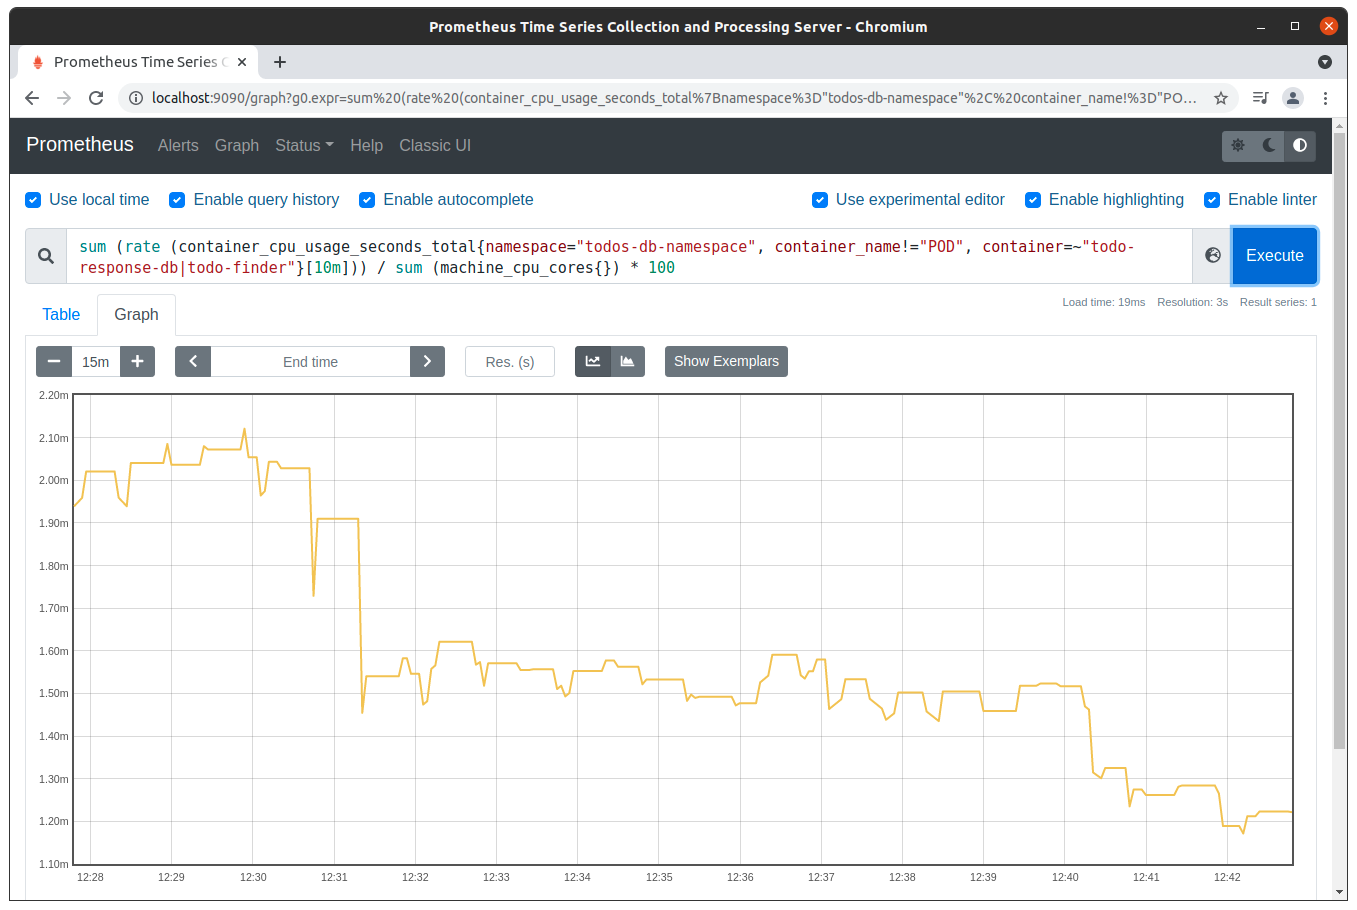 Prometheus Time Series Collection and Processing Server - Chromium
Prometheus Time Series
localhost:9090/graph?g0.expr=sum%20(rate%20(container_cpu_usage_seconds_total%7Bnamespace%3D"todos-db-namespace"%2C%20container_name!%3D"PO...
Prometheus Alerts Graph Status Help Classic UI
Use local time Enable query history Enable autocomplete Use experimental editor Enable highlighting Enable linter
sum (rate (container_cpu_usage_seconds_total{namespace="todos-db-namespace", container_name!="POD", container=~"todo-
response-db|todo-finder"}[10m])) / sum (machine_cpu_cores{}) * 100
Execute
Load time: 19ms Resolution: 3s Result series: 1
Table Graph
15m End time Res. (s) Show Exemplars
2.20m
2.10m
2.00m
1.90m
1.80m
1.70m
1.60m
1.50m
1.40m
1.30m
1.20m
1.10m
12:28 12:29 12:30 12:31 12:32 12:33 12:34 12:35 12:36 12:37 12:38 12:39 12:40 12:41 12:42